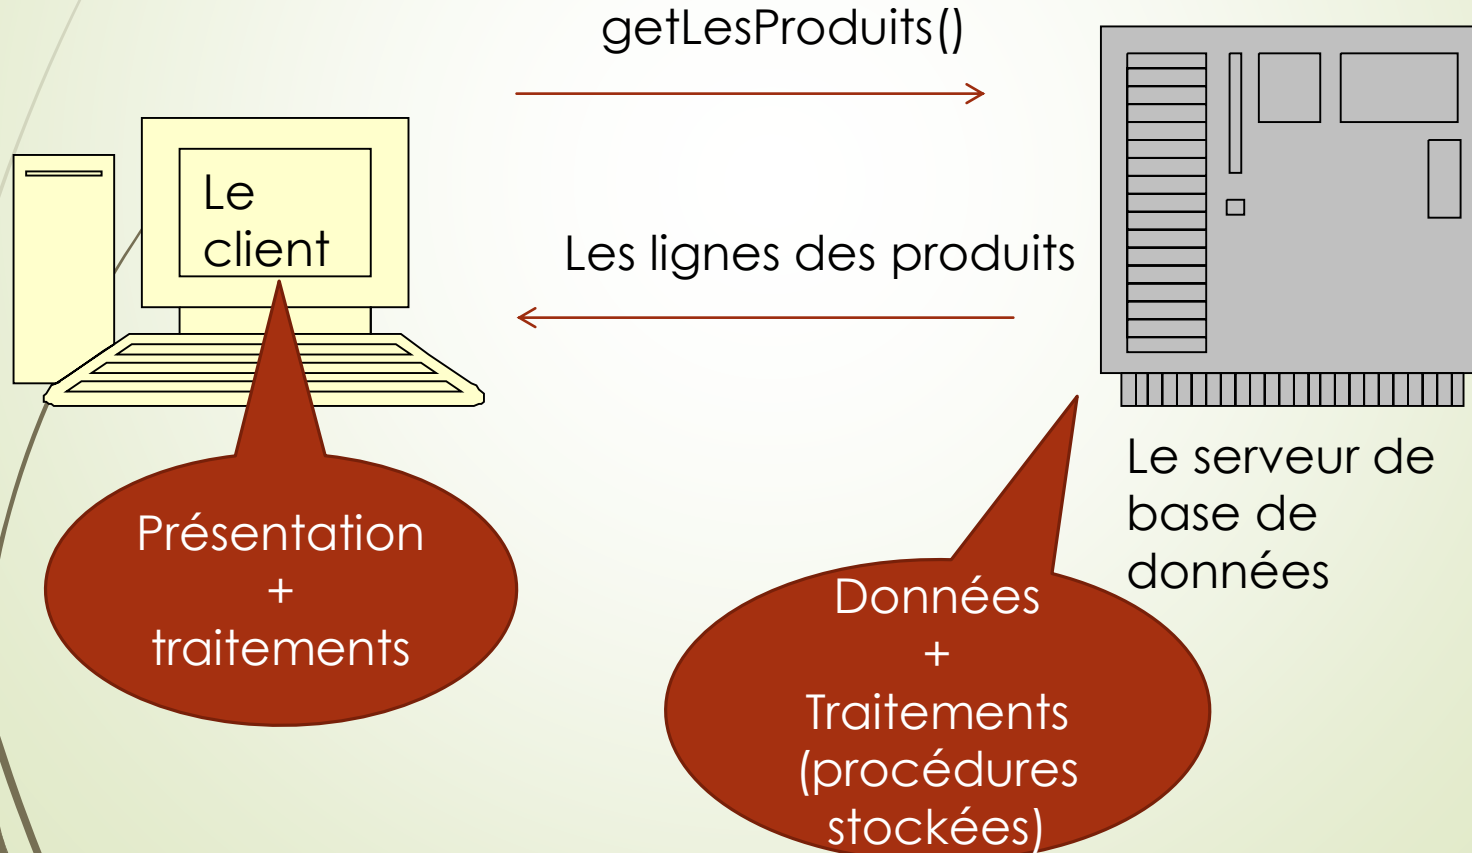 getLesProduits()
Le
client
Les lignes des produits
Le serveur de
base de
données
Présentation
+
traitements
Données
+
Traitements
(procédures
stockées)